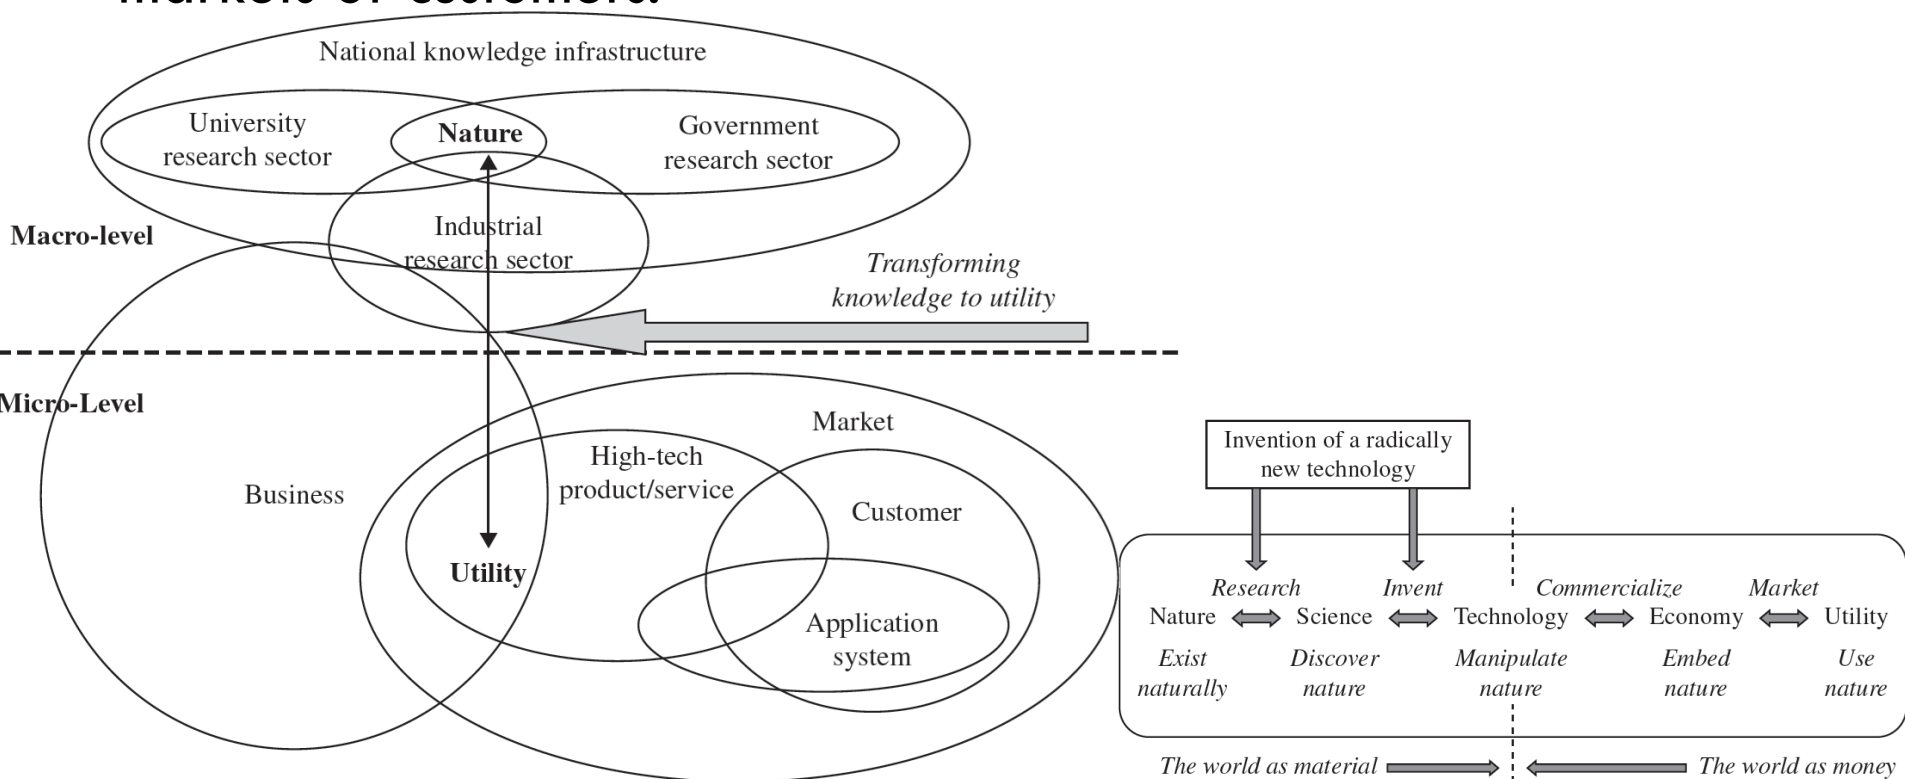 markets or customers.
National knowledge infrastructure
University
research sector
Nature
Government
research sector
Macro-level
Industrial
research sector
Transforming
knowledge to utility
Micro-Level
Market
High-tech
product/service
Business
Customer
Utility
Application
system
Invention of a radically
new technology
Research Invent Commercialize Market
Nature Science Technology Economy Utility
Exist Discover Manipulate Embed Use
naturally nature nature nature nature
The world as material The world as money